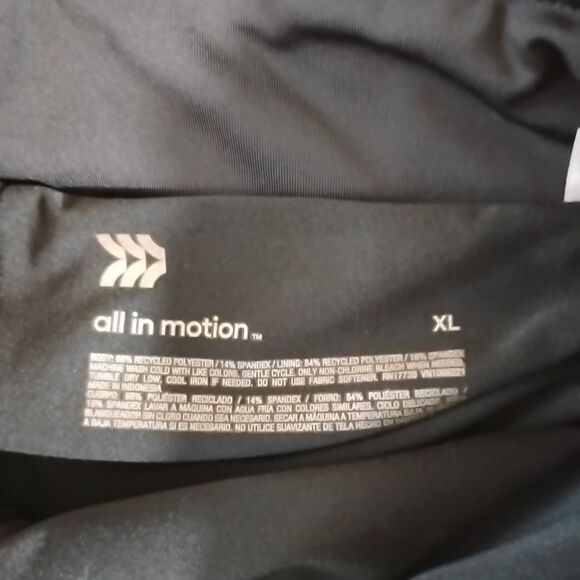 all in motion™
XL
BODY: 86% RECYCLED POLYESTER / 14% SPANDEX / LINING: 84% RECYCLED POLYESTER / 16% SPANDEX
MACHINE WASH COLD WITH LIKE COLORS, GENTLE CYCLE. ONLY NON-CHLORINE BLEACH WHEN NEEDED.
TUMBLE DRY LOW. COOL IRON IF NEEDED. DO NOT USE FABRIC SOFTENER. RN17730
MADE IN INDONESIA
CUERPO: 86% POLIÉSTER RECICLADO / 14% SPANDEX / FORRO: 84% POLIÉSTER RECICLADO /
16% SPANDEX LAVAR A MÁQUINA CON AGUA FRÍA CON COLORES SIMILARES, CICLO DELICADO.
BLANQUEADOR SIN CLORO CUANDO SEA NECESARIO.
A BAJA TEMPERATURA SI ES NECESARIO. NO UTILICE SUAVIZANTE DE TELA HECHO EN